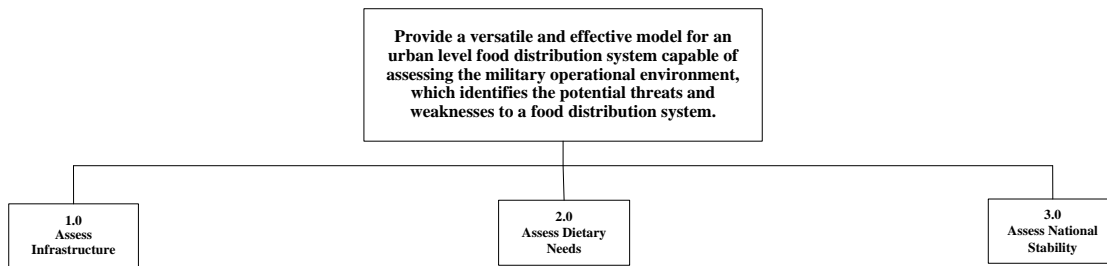 Provide a versatile and effective model for an
urban level food distribution system capable of
assessing the military operational environment,
which identifies the potential threats and
weaknesses to a food distribution system.
1.0
Assess
Infrastructure
2.0
Assess Dietary
Needs
3.0
Assess National
Stability